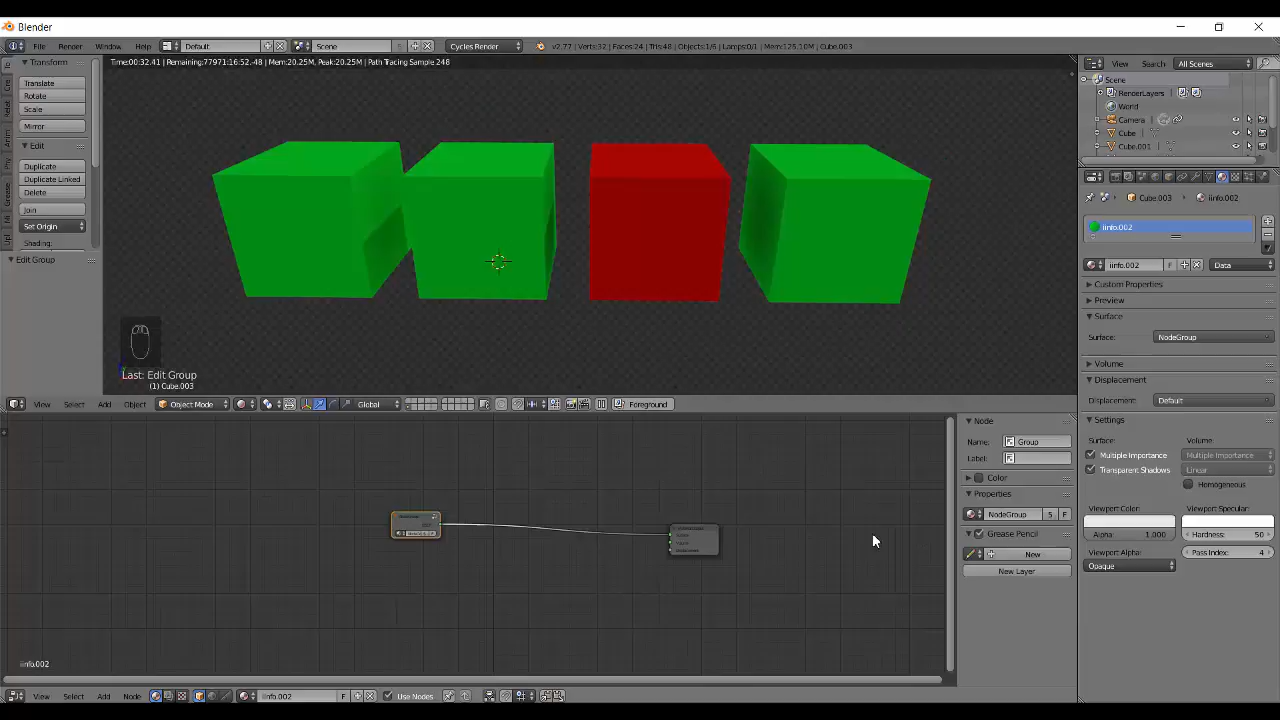 Blender
File Render Window Help Default Scene Cycles Render v2.77 | Verts:32 | Faces:24 | Tris:48 | Objects:1/6 | Lamps:0/1 | Mem:126.10M | Cube.003
Time:00:32.41 | Remaining:77971:16:52.-48 | Mem:20.25M, Peak:20.25M | Path Tracing Sample 248
Transform
Translate
Rotate
Scale
Mirror
Edit
Duplicate
Duplicate Linked
Delete
Join
Set Origin
Shading:
Edit Group
Last: Edit Group
(1) Cube.003
View Select Add Object Object Mode Global Foreground
View Search All Scenes
Scene
RenderLayers
World
Camera
Cube
Cube.001
Cube.003 iinfo.002
iinfo.002
iinfo.002 F Data
Custom Properties
Preview
Surface
Surface: NodeGroup
Volume
Displacement
Displacement: Default
Settings
Surface: Volume:
Multiple Importance Multiple Importance
Transparent Shadows Linear
Homogeneous
Viewport Color: Viewport Specular:
Alpha: 1.000 Hardness: 50
Viewport Alpha: Pass Index: 4
Opaque
Node
Name: Group
Label:
Color
Properties
NodeGroup 5 F
Grease Pencil
New
New Layer
iinfo.002
View Select Add Node iinfo.002 F Use Nodes